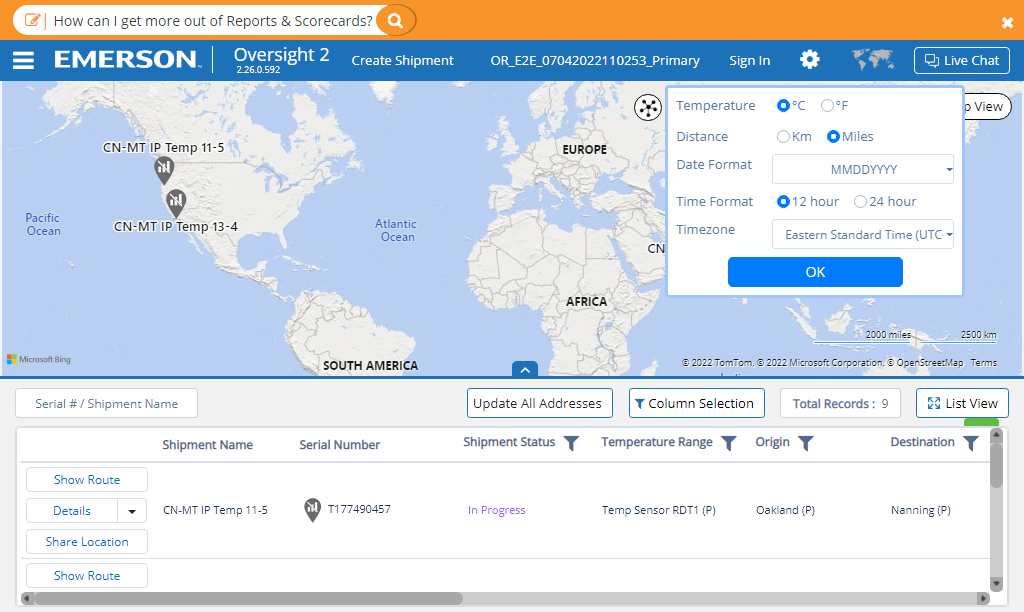 How can I get more out of Reports & Scorecards?
EMERSON
Oversight 2
2.26.0.592
Create Shipment
OR_E2E_07042022110253_Primary
Sign In
Live Chat
CN-MT IP Temp 11-5
CN-MT IP Temp 13-4
Pacific
Ocean
Atlantic
Ocean
EUROPE
AFRICA
SOUTH AMERICA
CN
p View
Temperature °C °F
Distance Km Miles
Date Format MMDDYYYY
Time Format 12 hour 24 hour
Timezone Eastern Standard Time (UTC
OK
2000 miles 2500 km
Microsoft Bing
© 2022 TomTom, © 2022 Microsoft Corporation, © OpenStreetMap Terms
Serial # / Shipment Name
Update All Addresses
Column Selection
Total Records : 9
List View
Shipment Name Serial Number Shipment Status Temperature Range Origin Destination
Show Route
Details CN-MT IP Temp 11-5 T177490457 In Progress Temp Sensor RDT1 (P) Oakland (P) Nanning (P)
Share Location
Show Route